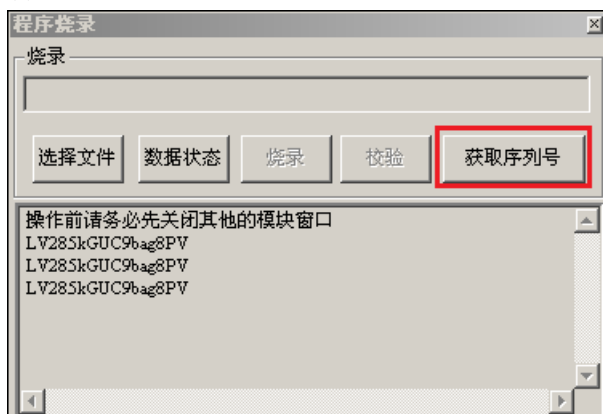 程序烧录
烧录
选择文件 数据状态 烧录 校验 获取序列号
操作前请务必先关闭其他的模块窗口
LV285kGUC9bag8PV
LV285kGUC9bag8PV
LV285kGUC9bag8PV